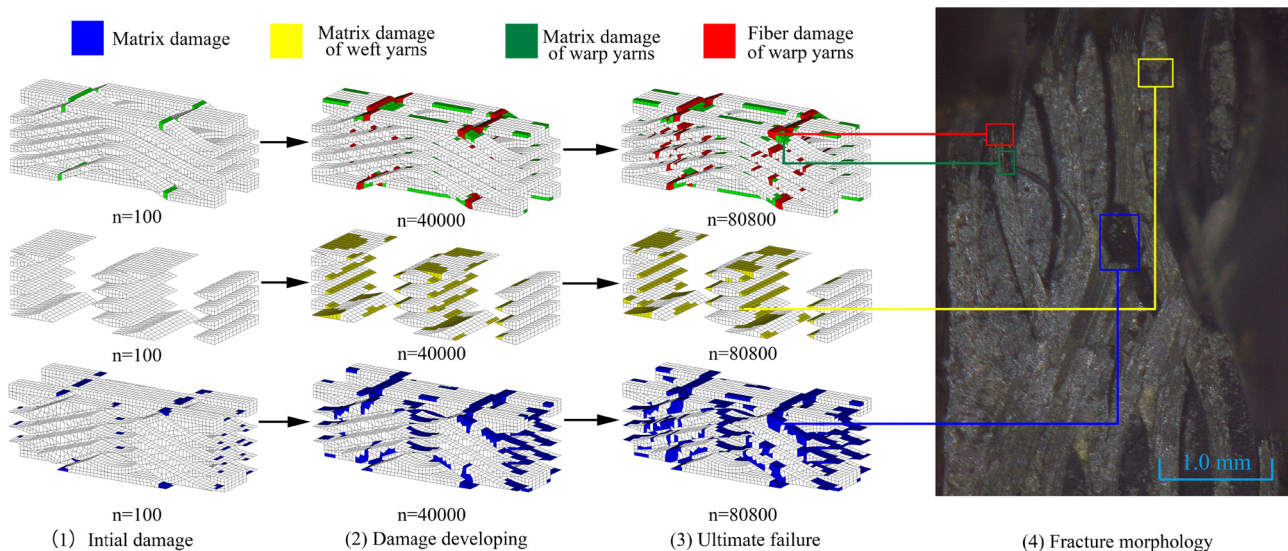 Matrix damage
Matrix damage
of weft yarns
Matrix damage
of warp yarns
Fiber damage
of warp yarns
n=100
n=40000
n=80800
n=100
n=40000
n=80800
n=100
n=40000
n=80800
1.0 mm
(1) Intial damage
(2) Damage developing
(3) Ultimate failure
(4) Fracture morphology